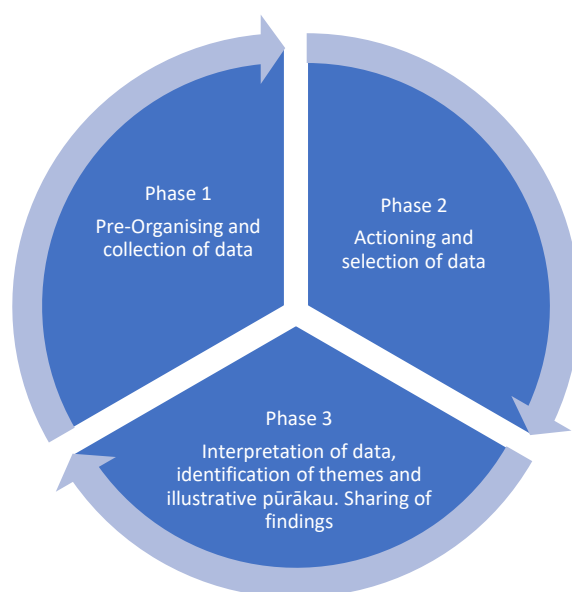 Phase 1
Pre-Organising and
collection of data
Phase 2
Actioning and
selection of data
Phase 3
Interpretation of data,
identification of themes and
illustrative pūrākau. Sharing of
findings